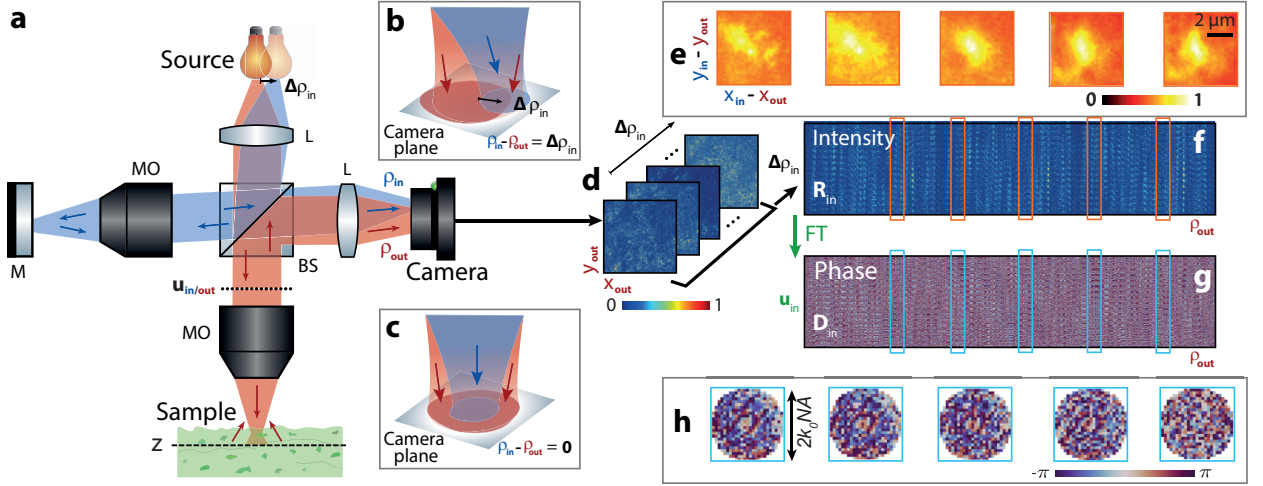 a
Source
Δρin
L
MO
L
ρin
ρout
M
BS
Camera
uin/out
MO
Sample
z
b
Δρin
Camera
plane
ρin-ρout = Δρin
c
Camera
plane
ρin-ρout = 0
d
Δρin
Δρin
yout
xout
0 1
e
yin - yout
xin - xout
2 μm
0 1
Intensity
f
Rin
ρout
FT
Phase
g
uin
Din
ρout
h
2k0NA
-π π